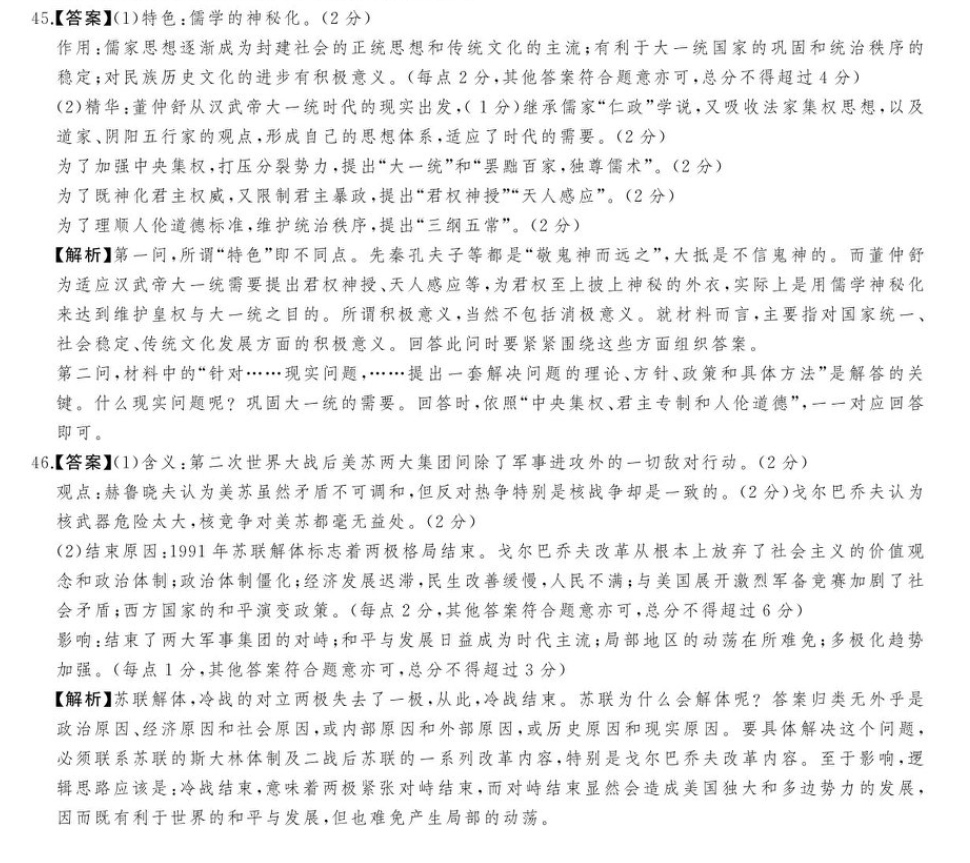 45.【答案】(1)特色:儒学的神秘化。(2分)
作用:儒家思想逐渐成为封建社会的正统思想和传统文化的主流;有利于大一统国家的巩固和统治秩序的
稳定;对民族历史文化的进步有积极意义。(每点2分,其他答案符合题意亦可,总分不得超过4分)
(2)精华:董仲舒从汉武帝大一统时代的现实出发,(1分)继承儒家“仁政”学说,又吸收法家集权思想,以及
道家、阴阳五行家的观点,形成自己的思想体系,适应了时代的需要。(2分)
为了加强中央集权,打压分裂势力,提出“大一统”和“罢黜百家,独尊儒术”。(2分)
为了既神化君主权威,又限制君主暴政,提出“君权神授”“天人感应”。(2分)
为了理顺人伦道德标准,维护统治秩序,提出“三纲五常”。(2分)
【解析】第一问,所谓“特色”即不同点。先秦孔夫子等都是“敬鬼神而远之”,大抵是不信鬼神的。而董仲舒
为适应汉武帝大一统需要提出君权神授、天人感应等,为君权至上披上神秘的外衣,实际上是用儒学神秘化
来达到维护皇权与大一统之目的。所谓积极意义,当然不包括消极意义。就材料而言,主要指对国家统一、
社会稳定、传统文化发展方面的积极意义。回答此问时要紧紧围绕这些方面组织答案。
第二问,材料中的“针对……现实问题,……提出一套解决问题的理论、方针、政策和具体方法”是解答的关
键。什么现实问题呢?巩固大一统的需要。回答时,依照“中央集权、君主专制和人伦道德”,一一对应回答
即可。
46.【答案】(1)含义:第二次世界大战后美苏两大集团间除了军事进攻外的一切敌对行动。(2分)
观点:赫鲁晓夫认为美苏虽然矛盾不可调和,但反对热争特别是核战争却是一致的。(2分)戈尔巴乔夫认为
核武器危险太大,核竞争对美苏都毫无益处。(2分)
(2)结束原因:1991年苏联解体标志着两极格局结束。戈尔巴乔夫改革从根本上放弃了社会主义的价值观
念和政治体制;政治体制僵化;经济发展迟滞,民生改善缓慢,人民不满;与美国展开激烈军备竞赛加剧了社
会矛盾;西方国家的和平演变政策。(每点2分,其他答案符合题意亦可,总分不得超过6分)
影响:结束了两大军事集团的对峙;和平与发展日益成为时代主流;局部地区的动荡在所难免;多极化趋势
加强。(每点1分,其他答案符合题意亦可,总分不得超过3分)
【解析】苏联解体,冷战的对立两极失去了一极,从此,冷战结束。苏联为什么会解体呢?答案归类无外乎是
政治原因、经济原因和社会原因,或内部原因和外部原因,或历史原因和现实原因。要具体解决这个问题,
必须联系苏联的斯大林体制及二战后苏联的一系列改革内容,特别是戈尔巴乔夫改革内容。至于影响,逻
辑思路应该是:冷战结束,意味着两极紧张对峙结束,而对峙结束显然会造成美国独大和多边势力的发展,
因而既有利于世界的和平与发展,但也难免产生局部的动荡。